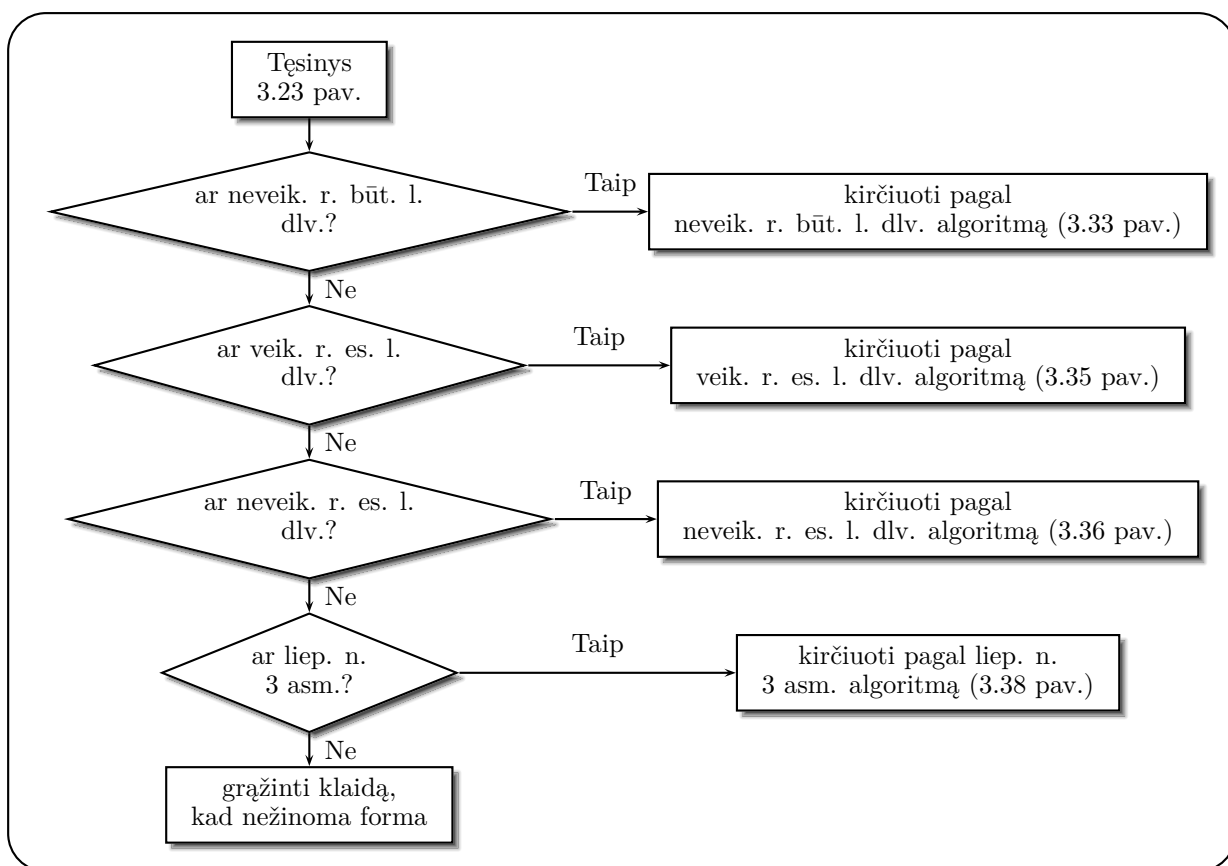 Tęsinys
3.23 pav.
ar neveik. r. būt. l.
dlv.?
Taip
kirčiuoti pagal
neveik. r. būt. l. dlv. algoritmą (3.33 pav.)
Ne
ar veik. r. es. l.
dlv.?
Taip
kirčiuoti pagal
veik. r. es. l. dlv. algoritmą (3.35 pav.)
Ne
ar neveik. r. es. l.
dlv.?
Taip
kirčiuoti pagal
neveik. r. es. l. dlv. algoritmą (3.36 pav.)
Ne
ar liep. n.
3 asm.?
Taip
kirčiuoti pagal liep. n.
3 asm. algoritmą (3.38 pav.)
Ne
grąžinti klaidą,
kad nežinoma forma